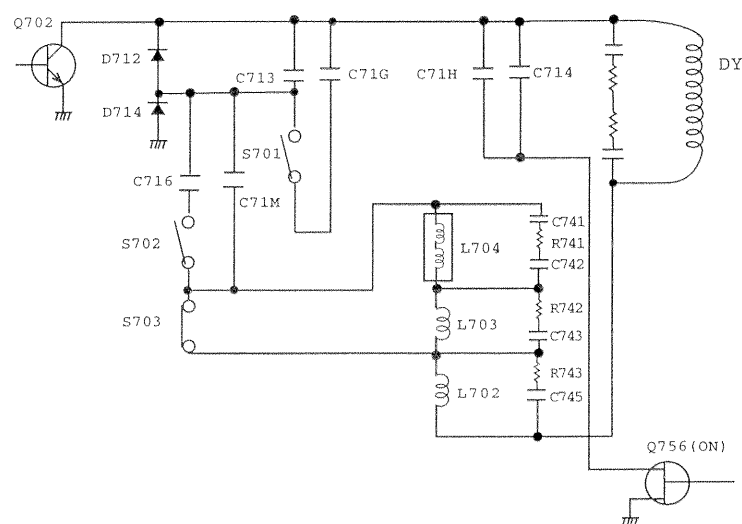 Q702
D712
D714
C713
C71G
C71H
C714
DY
S701
C716
C71M
S702
S703
L704
C741
R741
C742
R742
L703
C743
R743
L702
C745
Q756(ON)